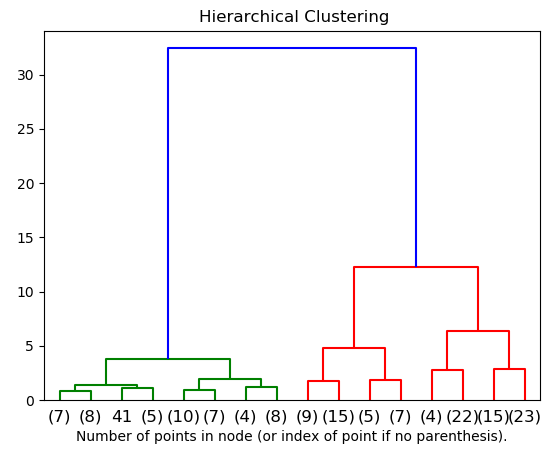 Hierarchical Clustering
30
25
20
15
10
5
0
(7) (8) 41 (5) (10) (7) (4) (8) (9) (15) (5) (7) (4) (22) (15) (23)
Number of points in node (or index of point if no parenthesis).